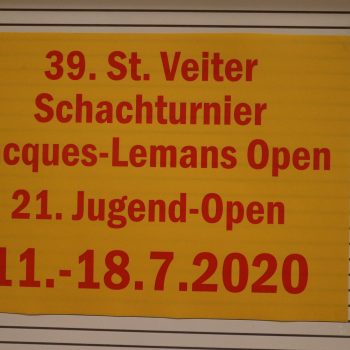 39. St. Veiter
Schachturnier
cques-Lemans Open
21. Jugend-Open
11.-18.7.2020